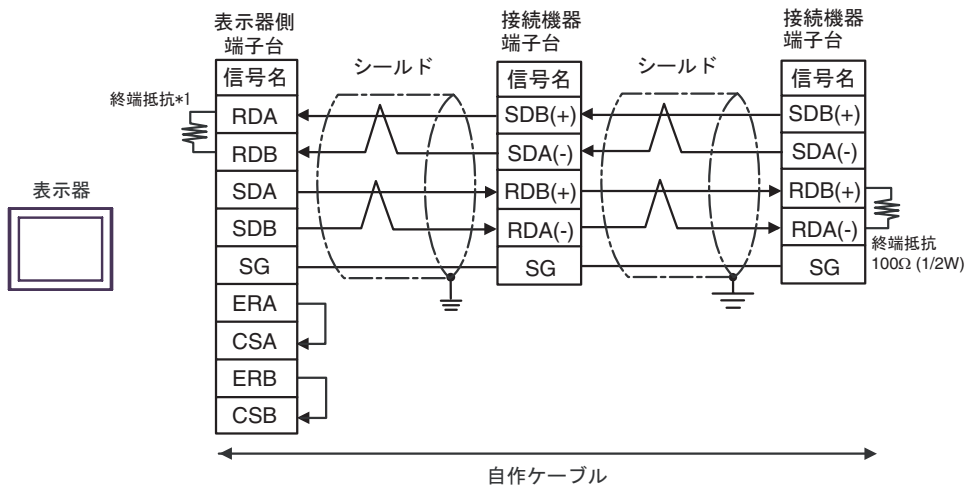 表示器側
端子台
接続機器
端子台
接続機器
端子台
シールド
シールド
信号名
信号名
信号名
終端抵抗*1
RDA
SDB(+)
SDB(+)
RDB
SDA(-)
SDA(-)
表示器
SDA
RDB(+)
RDB(+)
SDB
RDA(-)
RDA(-)
終端抵抗
100Ω (1/2W)
SG
SG
SG
ERA
CSA
ERB
CSB
自作ケーブル